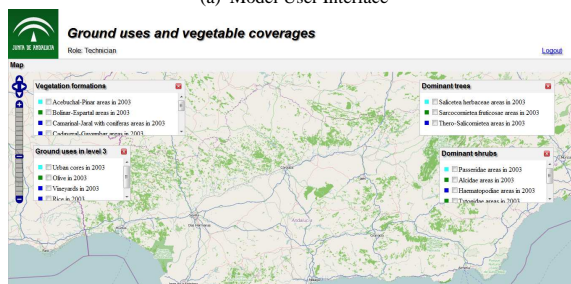 (a) Model User Interface
JUNTA DE ANDALUCIA
Ground uses and vegetable coverages
Role: Technician
Logout
Map
Vegetation formations
Acebuchal-Pinar areas in 2003
Bolinar-Espartal areas in 2003
Camarinal-Jaral with coniferas areas in 2003
Ground uses in level 3
Urban cores in 2003
Olive in 2003
Vineyards in 2003
Rice in 2003
Dominant trees
Salicetea herbaceae areas in 2003
Sarcocornietea fruticosae areas in 2003
Thero-Salicornietea areas in 2003
Dominant shrubs
Passeridae areas in 2003
Alcidae areas in 2003
Haematopodiae areas in 2003
Tytonidae areas in 2003